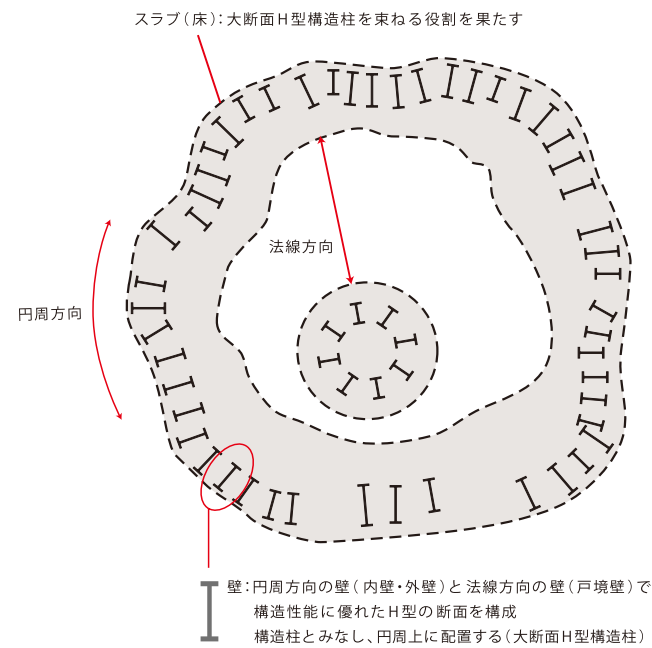 スラブ(床):大断面H型構造柱を束ねる役割を果たす
法線方向
円周方向
壁:円周方向の壁(内壁・外壁)と法線方向の壁(戸境壁)で
構造性能に優れたH型の断面を構成
構造柱とみなし、円周上に配置する(大断面H型構造柱)